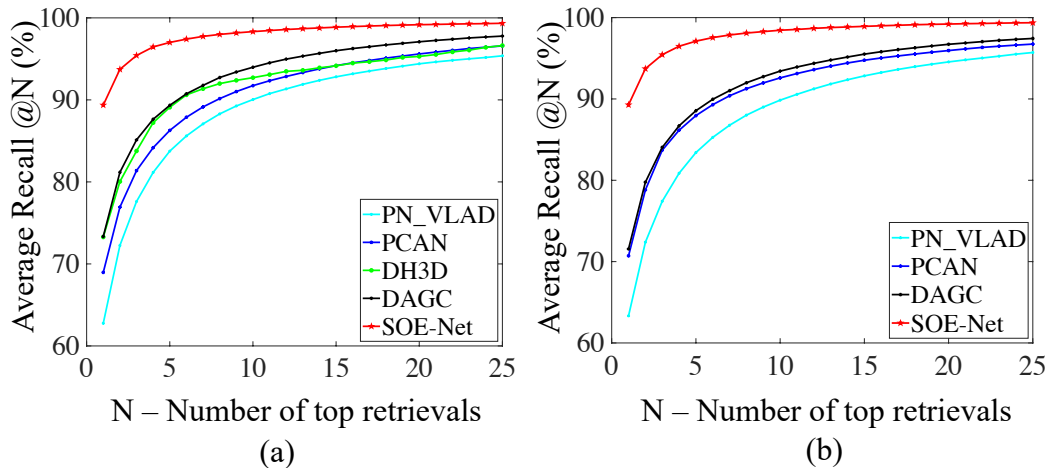 Average Recall @N (%)
100
90
80
70
60
0
5
10
15
20
25
PN_VLAD
PCAN
DH3D
DAGC
SOE-Net
N – Number of top retrievals
(a)
Average Recall @N (%)
100
90
80
70
60
0
5
10
15
20
25
PN_VLAD
PCAN
DAGC
SOE-Net
N – Number of top retrievals
(b)